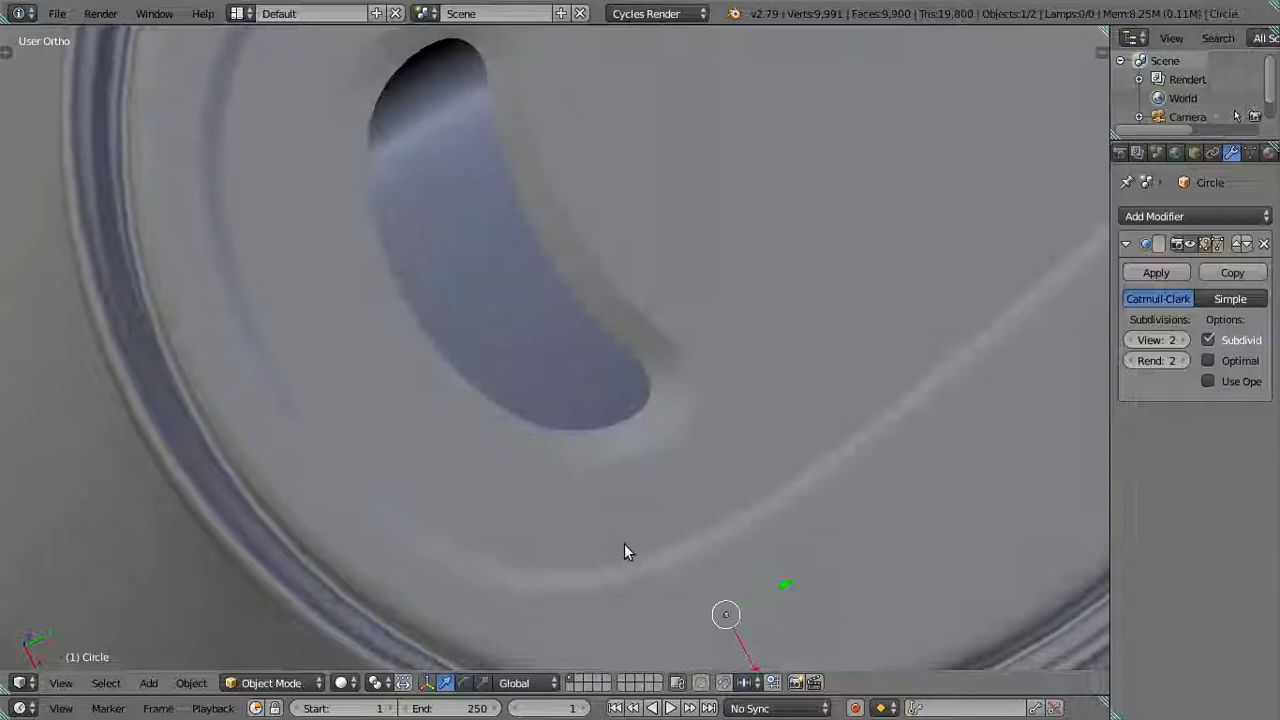 File Render Window Help Default Scene Cycles Render v2.79 | Verts:9,991 | Faces:9,900 | Tris:19,800 | Objects:1/2 | Lamps:0/0 | Mem:8.25M (0.11M) | Circle
User Ortho
View Search All Sc
Scene
RenderL
World
Camera
Circle
Add Modifier
Apply Copy
Catmull-Clark Simple
Subdivisions: Options:
View: 2 Subdivid
Rend: 2 Optimal
Use Ope
(1) Circle
View Select Add Object Object Mode Global
View Marker Frame Playback Start: 1 End: 250 1 No Sync